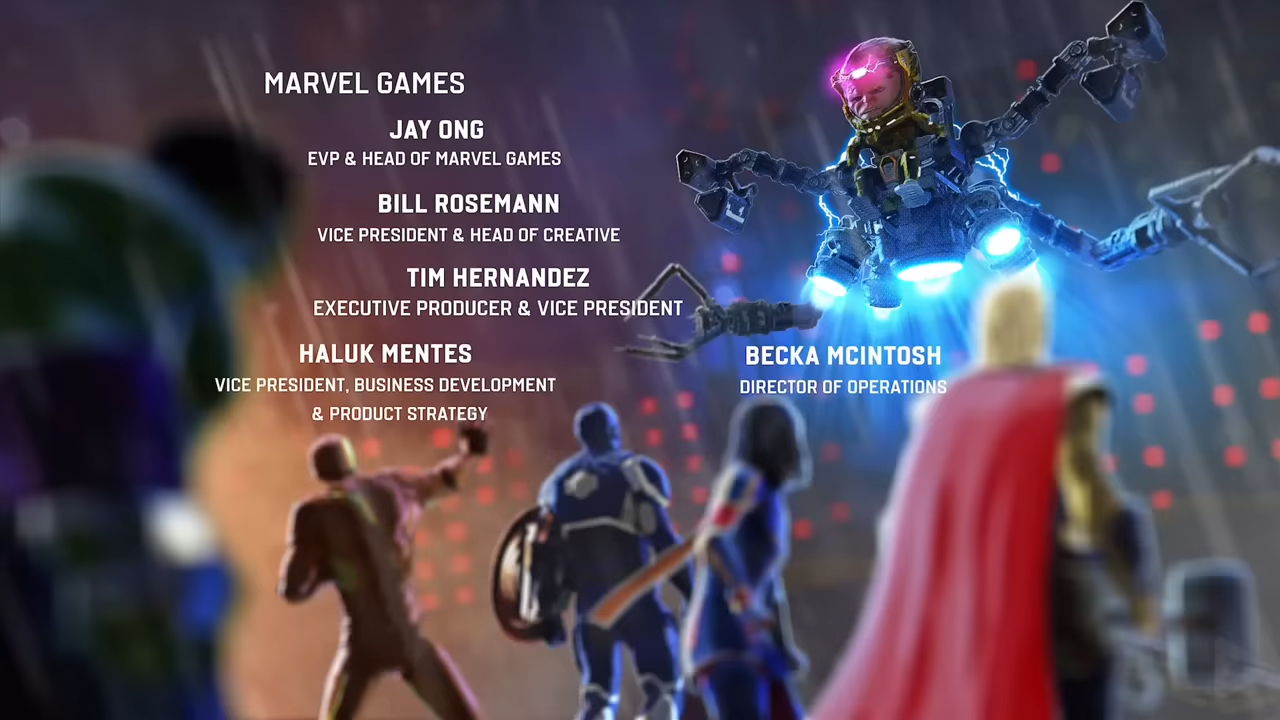 MARVEL GAMES
JAY ONG
EVP & HEAD OF MARVEL GAMES
BILL ROSEMANN
VICE PRESIDENT & HEAD OF CREATIVE
TIM HERNANDEZ
EXECUTIVE PRODUCER & VICE PRESIDENT
HALUK MENTES
VICE PRESIDENT, BUSINESS DEVELOPMENT
& PRODUCT STRATEGY
BECKA MCINTOSH
DIRECTOR OF OPERATIONS